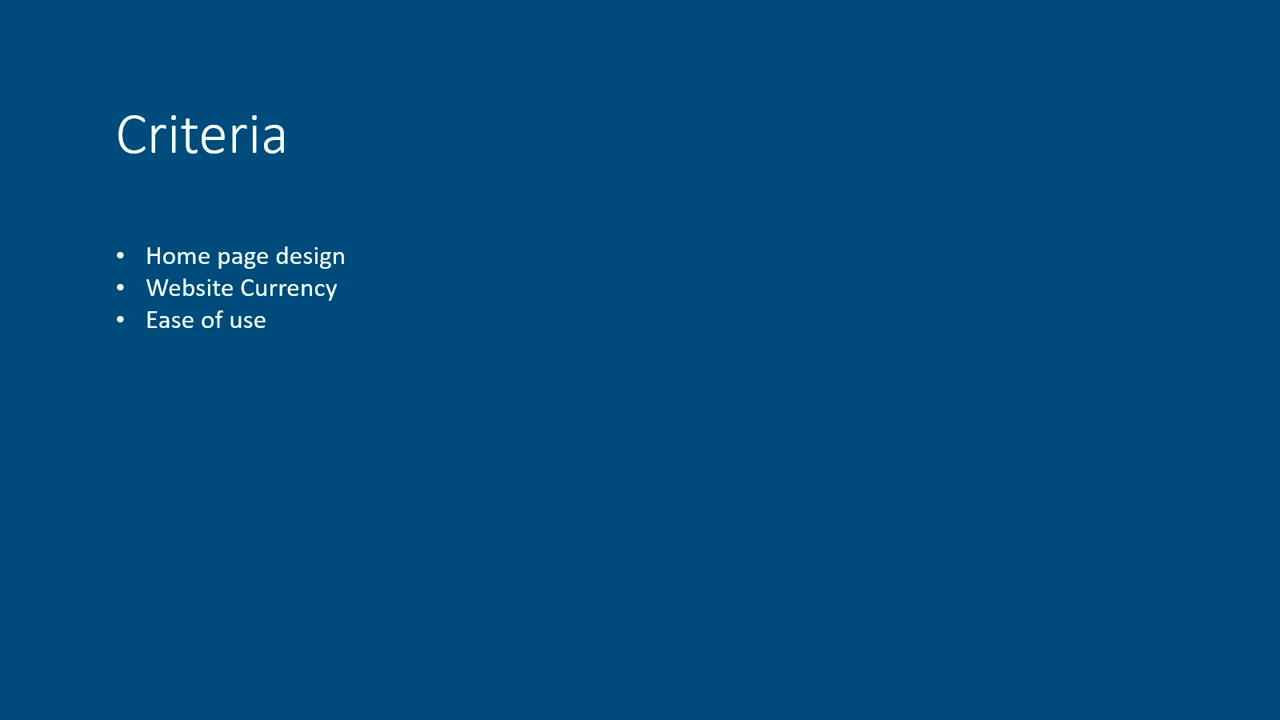 Criteria
• Home page design
• Website Currency
• Ease of use